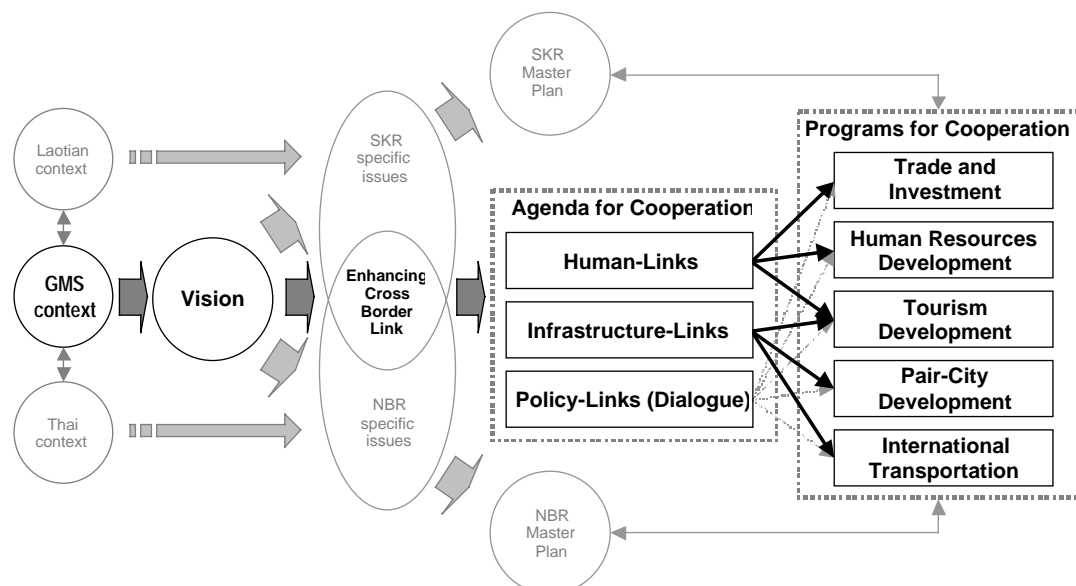 SKR
Master
Plan
Laotian
context
GMS
context
Thai
context
Vision
SKR
specific
issues
Enhancing
Cross
Border
Link
NBR
specific
issues
Agenda for Cooperation
Human-Links
Infrastructure-Links
Policy-Links (Dialogue)
Programs for Cooperation
Trade and
Investment
Human Resources
Development
Tourism
Development
Pair-City
Development
International
Transportation
NBR
Master
Plan